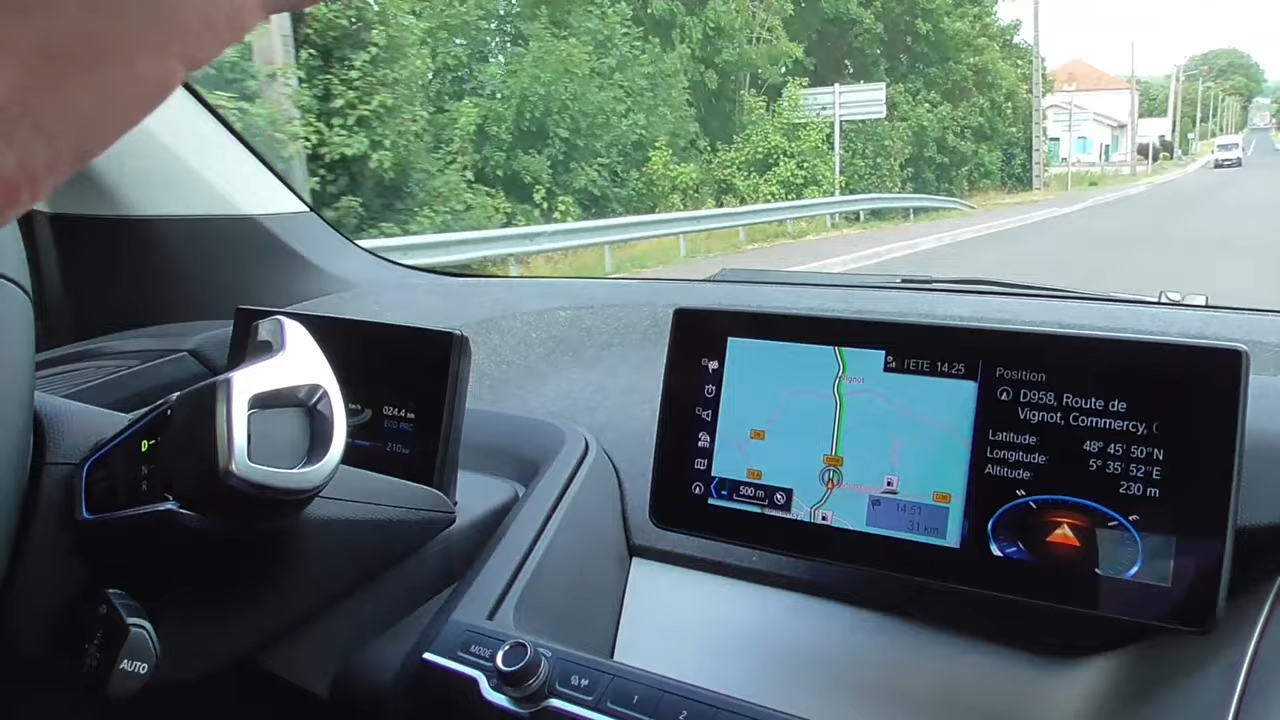 l'ETE 14.25
Position
D958, Route de
Vignot, Commercy, (
Latitude: 48° 45' 50"N
Longitude: 5° 35' 52"E
Altitude: 230 m
Vignot
500 m
14.51
31 km
024.4 km
ECO PRO
210
D
N
R
AUTO
MODE
1
2